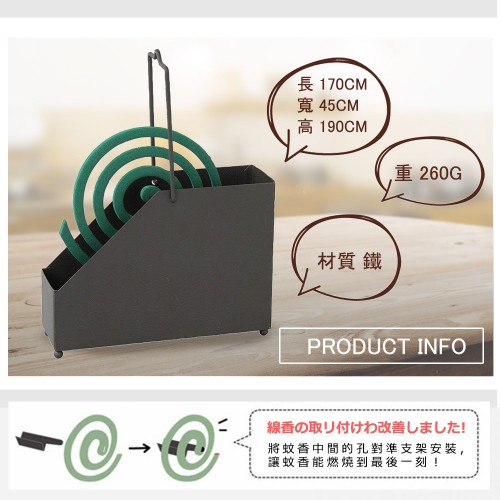 長 170CM
寬 45CM
高 190CM
重 260G
材質 鐵
PRODUCT INFO
線香の取り付けわ改善しました!
將蚊香中間的孔對準支架安裝,
讓蚊香能燃燒到最後一刻!